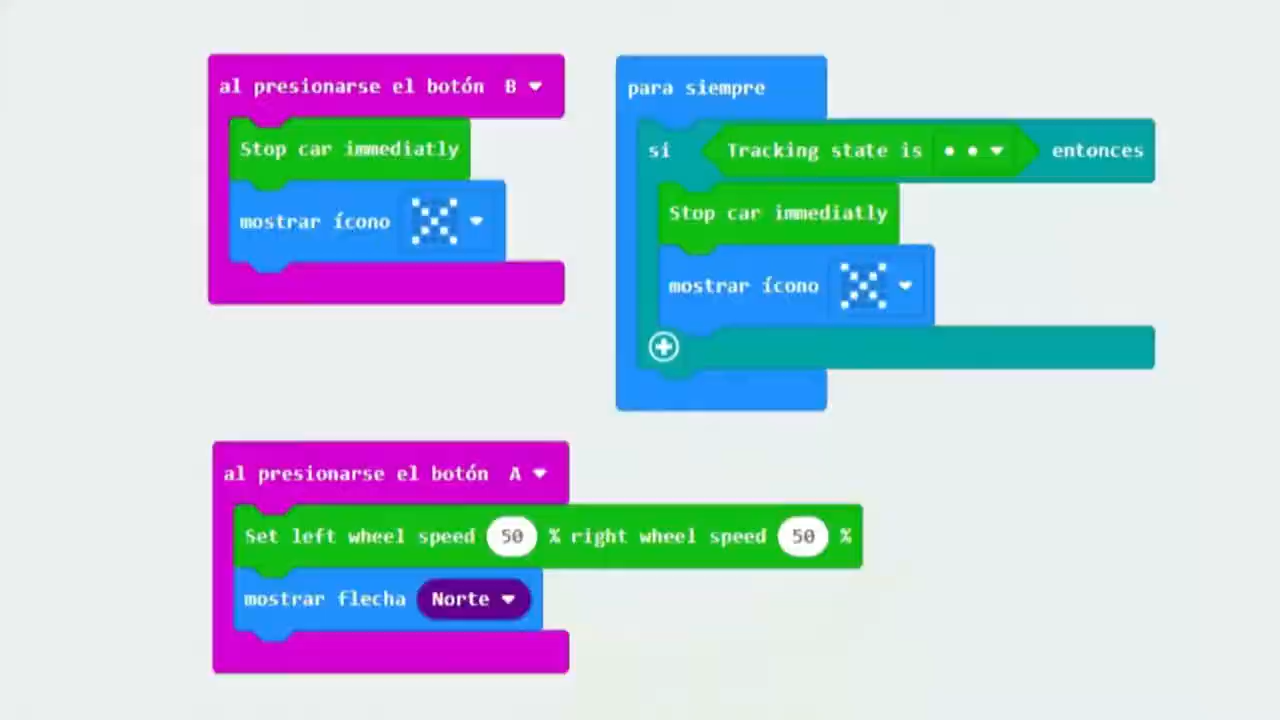 al presionarse el botón B
Stop car immediatly
mostrar ícono
para siempre
si Tracking state is • • entonces
Stop car immediatly
mostrar ícono
al presionarse el botón A
Set left wheel speed 50 % right wheel speed 50 %
mostrar flecha Norte